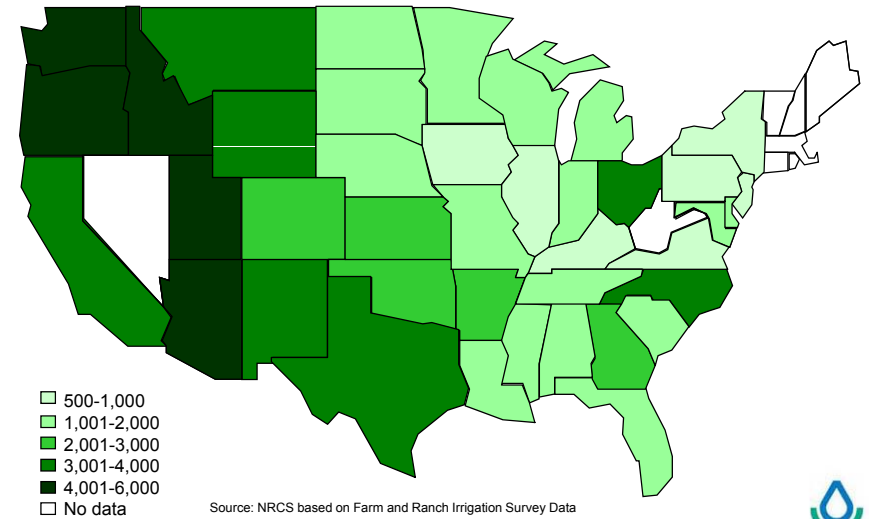 500-1,000
1,001-2,000
2,001-3,000
3,001-4,000
4,001-6,000
No data
Source: NRCS based on Farm and Ranch Irrigation Survey Data